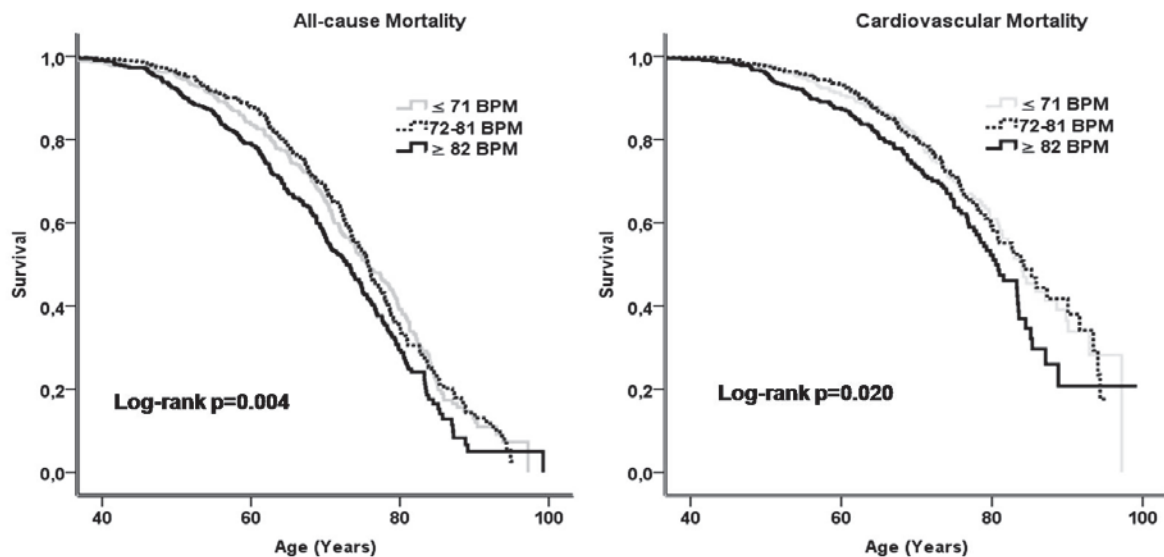 All-cause Mortality
1,0
0,8
0,6
0,4
0,2
0,0
Survival
≤ 71 BPM
72-81 BPM
≥ 82 BPM
Log-rank p=0.004
40 60 80 100
Age (Years)
Cardiovascular Mortality
1,0
0,8
0,6
0,4
0,2
0,0
Survival
≤ 71 BPM
72-81 BPM
≥ 82 BPM
Log-rank p=0.020
40 60 80 100
Age (Years)